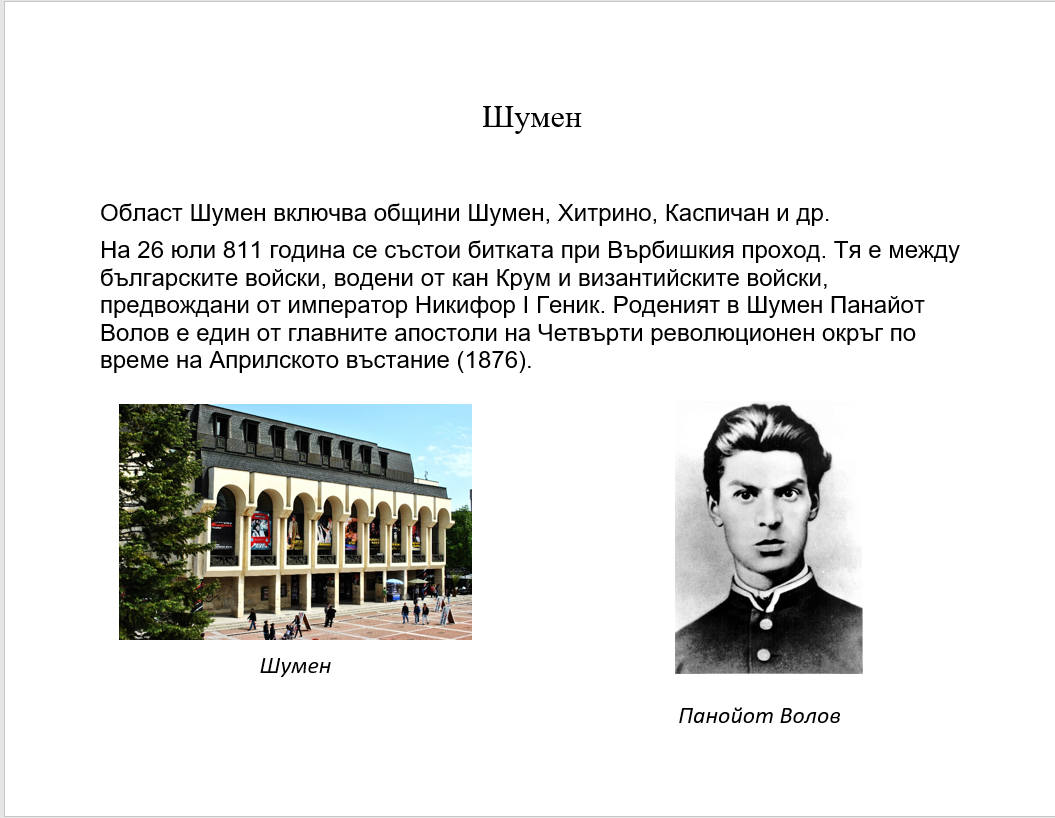 Шумен
Област Шумен включва общини Шумен, Хитрино, Каспичан и др.
На 26 юли 811 година се състои битката при Върбишкия проход. Тя е между
българските войски, водени от кан Крум и византийските войски,
предвождани от император Никифор I Геник. Роденият в Шумен Панайот
Волов е един от главните апостоли на Четвърти революционен окръг по
време на Априлското въстание (1876).
Шумен
Панойот Волов